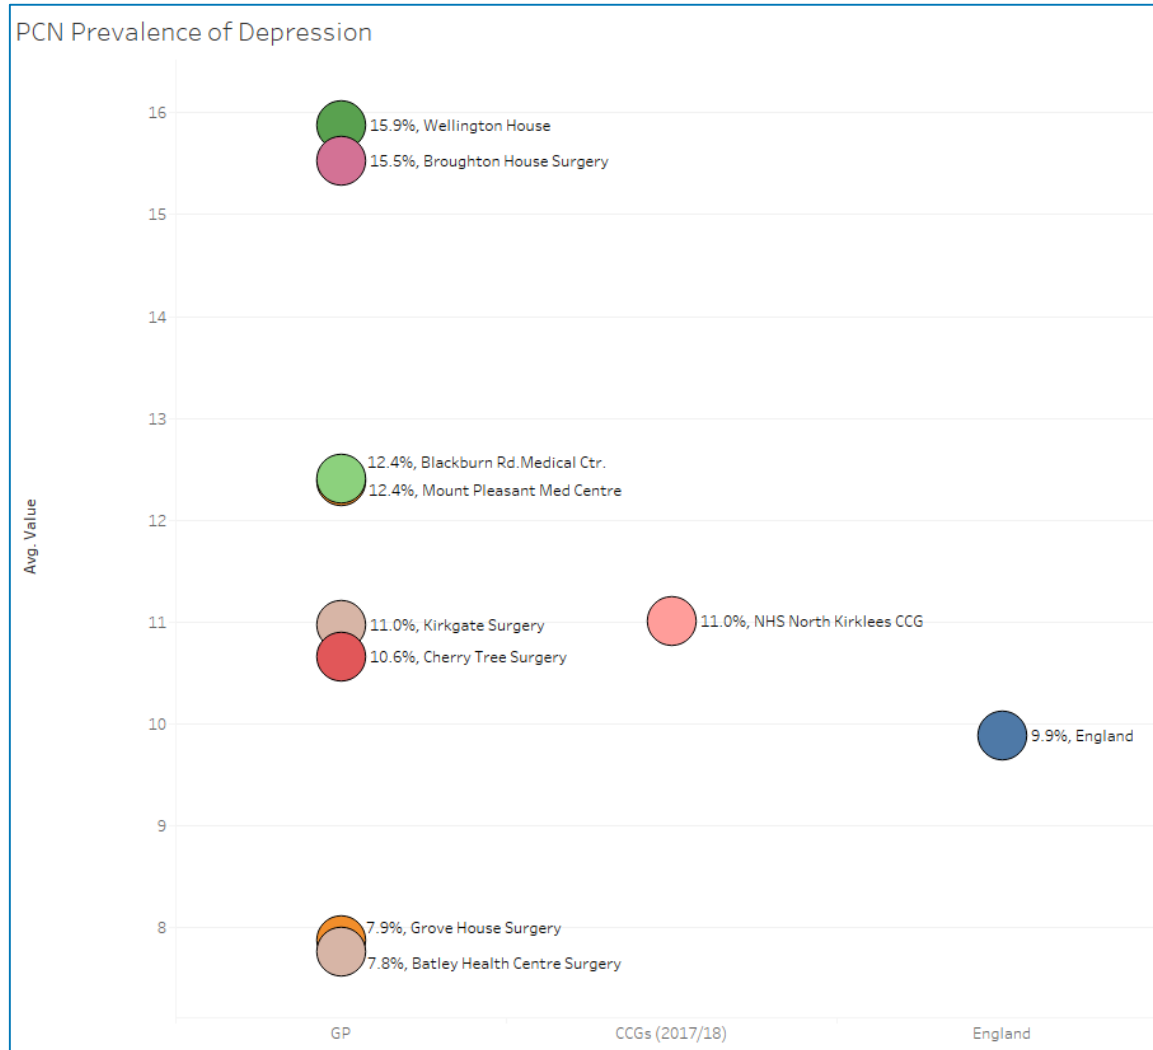 PCN Prevalence of Depression
16
15.9%, Wellington House
15.5%, Broughton House Surgery
15
14
13
12.4%, Blackburn Rd.Medical Ctr.
12.4%, Mount Pleasant Med Centre
12
Avg. Value
11
11.0%, Kirkgate Surgery
11.0%, NHS North Kirklees CCG
10.6%, Cherry Tree Surgery
10
9.9%, England
9
8
7.9%, Grove House Surgery
7.8%, Batley Health Centre Surgery
GP
CCGs (2017/18)
England